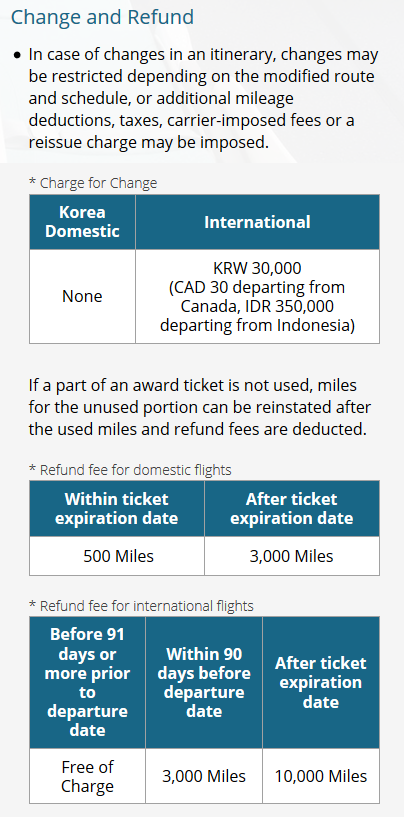 Change and Refund
• In case of changes in an itinerary, changes may
be restricted depending on the modified route
and schedule, or additional mileage
deductions, taxes, carrier-imposed fees or a
reissue charge may be imposed.
* Charge for Change
Korea
Domestic
International
None
KRW 30,000
(CAD 30 departing from
Canada, IDR 350,000
departing from Indonesia)
If a part of an award ticket is not used, miles
for the unused portion can be reinstated after
the used miles and refund fees are deducted.
* Refund fee for domestic flights
Within ticket
expiration date
After ticket
expiration date
500 Miles
3,000 Miles
* Refund fee for international flights
Before 91
days or
more prior
to
departure
date
Within 90
days before
departure
date
After ticket
expiration
date
Free of
Charge
3,000 Miles
10,000 Miles